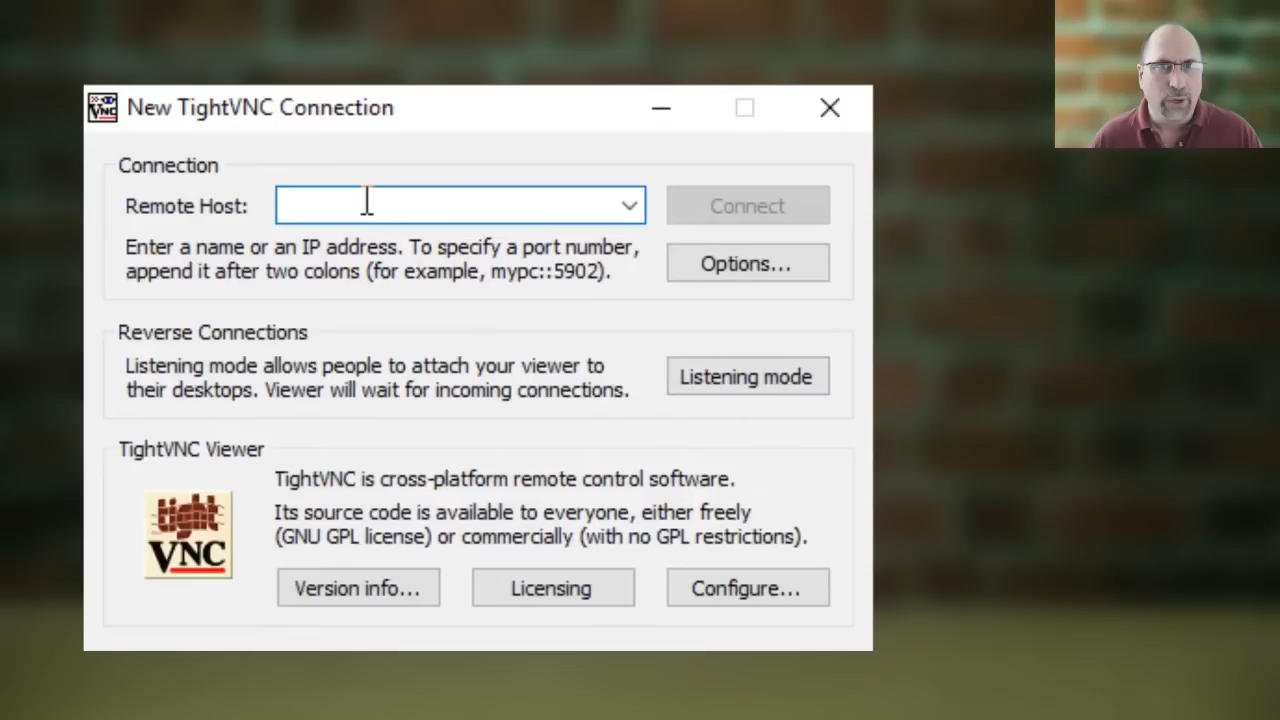 New TightVNC Connection
Connection
Remote Host:
Connect
Enter a name or an IP address. To specify a port number,
append it after two colons (for example, mypc::5902).
Options...
Reverse Connections
Listening mode allows people to attach your viewer to
their desktops. Viewer will wait for incoming connections.
Listening mode
TightVNC Viewer
TightVNC is cross-platform remote control software.
Its source code is available to everyone, either freely
(GNU GPL license) or commercially (with no GPL restrictions).
tight
VNC
Version info...
Licensing
Configure...